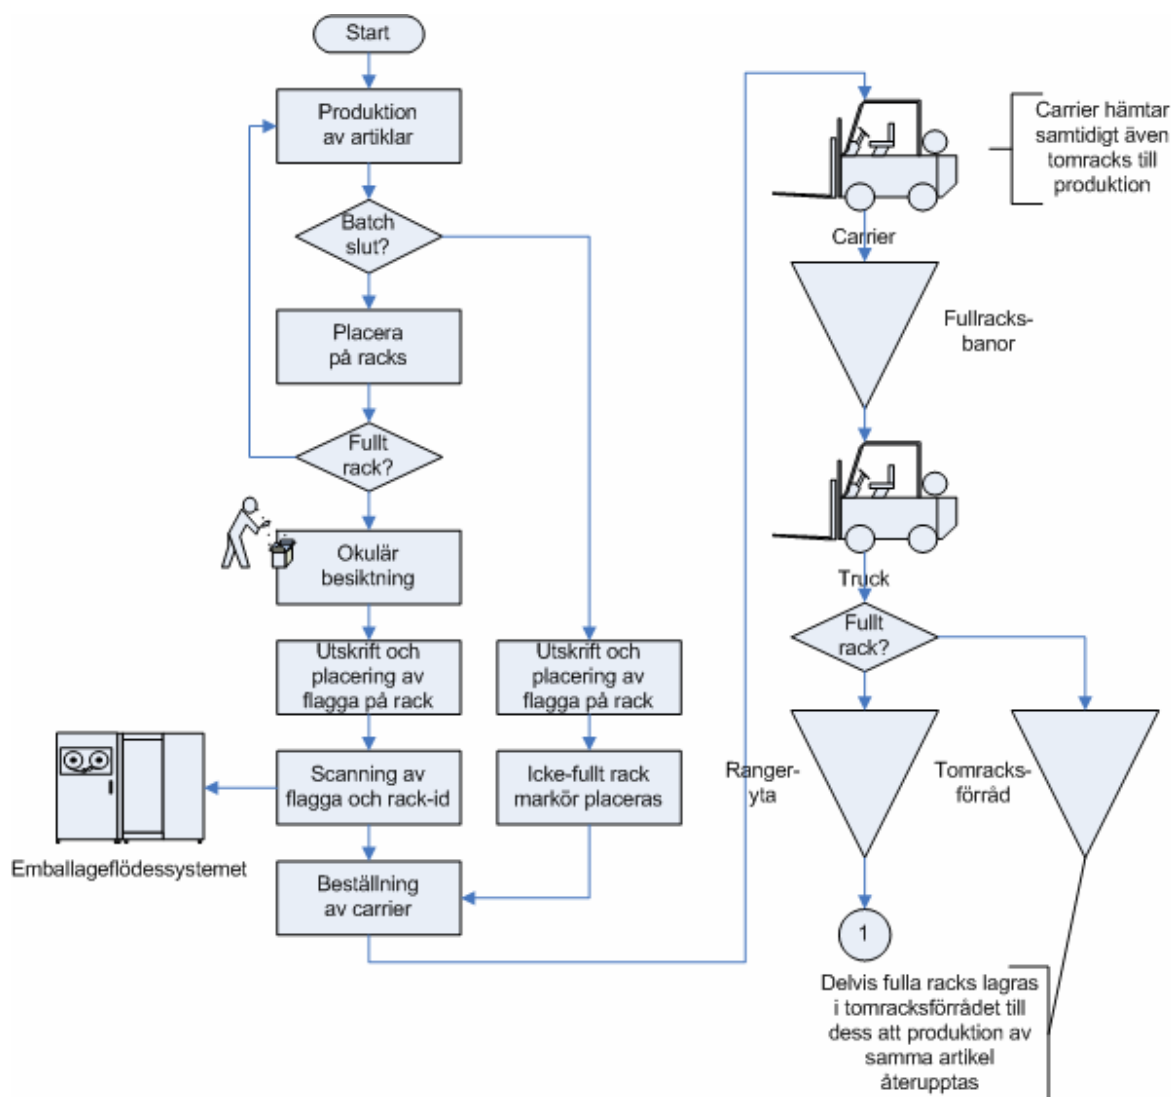 Start
Produktion
av artiklar
Batch
slut?
Placera
på racks
Fullt
rack?
Okulär
besiktning
Utskrift och
placering av
flagga på rack
Scanning av
flagga och rack-id
Emballageflödessystemet
Beställning
av carrier
Utskrift och
placering av
flagga på rack
Icke-fullt rack
markör placeras
Carrier hämtar
samtidigt även
tomracks till
produktion
Carrier
Fullracks-
banor
Truck
Fullt
rack?
Ranger-
yta
Tomracks-
förråd
1
Delvis fulla racks lagras
i tomracksförrådet till
dess att produktion av
samma artikel
återupptas